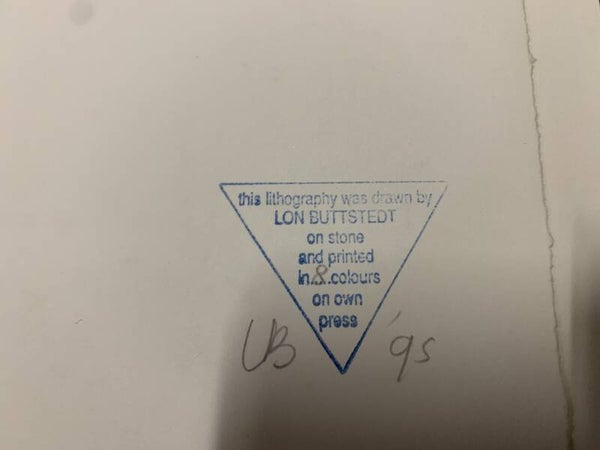 this lithography was drawn by
LON BUTTSTEDT
on stone
and printed
in 8 colours
on own
press
LB '95